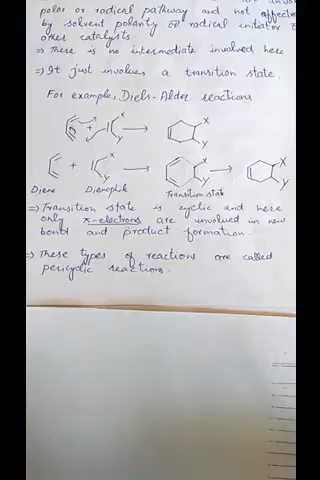 polar or radical pathway and not affected
by solvent polarity or radical initiator
other catalysts.
⇒ There is no intermediate involved here
⇒ It just involves a transition state.
For example, Diels-Alder reactions
+ X Y → X Y
+ X Y → → X Y
Diene Dienophile Transition state
⇒ Transition state is cyclic and here
only π-electrons are involved in new
bond and product formation.
⇒ These types of reactions are called
pericyclic reactions.